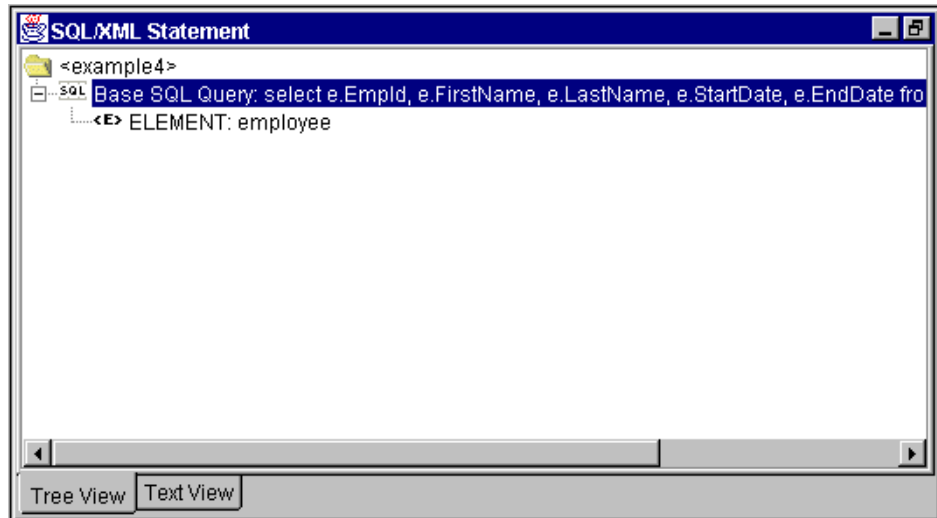 SQL/XML Statement
<example4>
SQL Base SQL Query: select e.EmpId, e.FirstName, e.LastName, e.StartDate, e.EndDate fro
<E> ELEMENT: employee
Tree View Text View